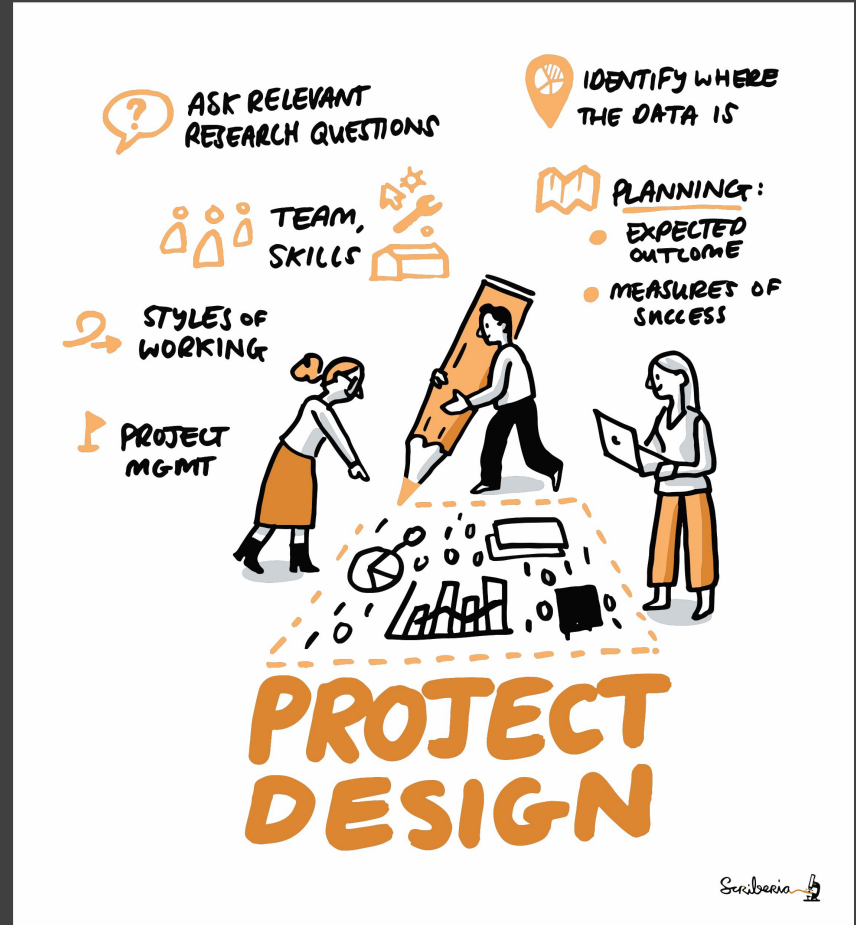 ASK RELEVANT
RESEARCH QUESTIONS
TEAM,
SKILLS
STYLES OF
WORKING
PROJECT
MGMT
IDENTIFY WHERE
THE DATA IS
PLANNING:
EXPECTED
OUTCOME
MEASURES OF
SUCCESS
PROJECT
DESIGN
Scriberia